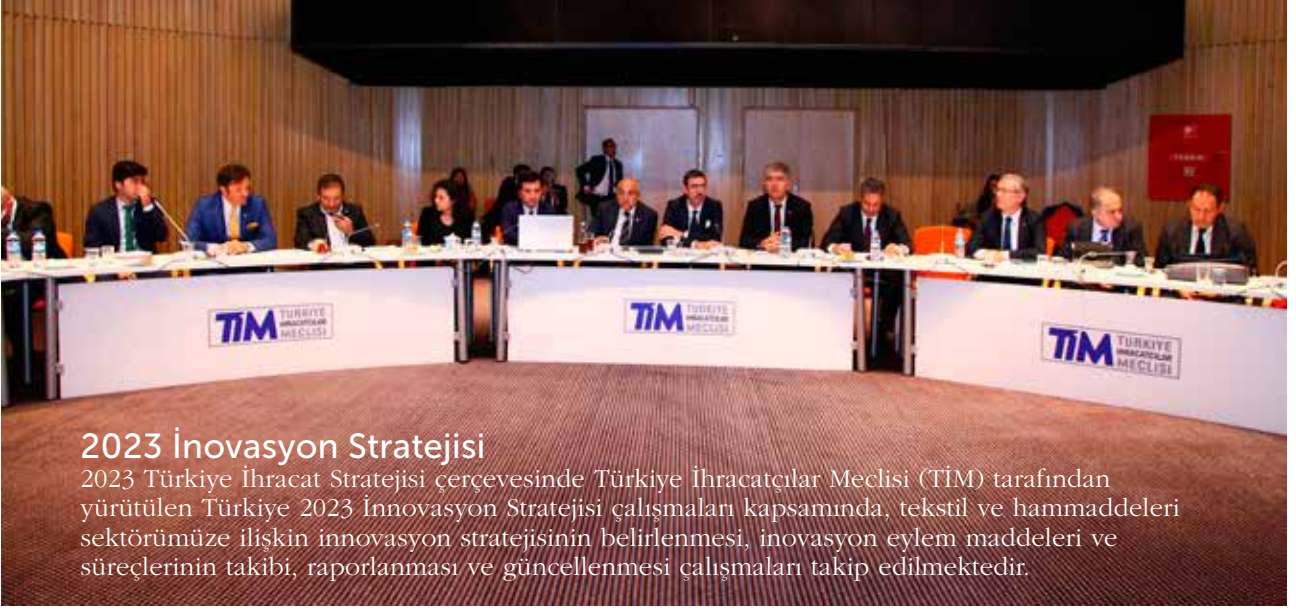 TİM TÜRKİYE
İHRACATÇILAR
MECLİSİ
TİM TÜRKİYE
İHRACATÇILAR
MECLİSİ
TİM TÜRKİYE
İHRACATÇILAR
MECLİSİ
2023 İnovasyon Stratejisi
2023 Türkiye İhracat Stratejisi çerçevesinde Türkiye İhracatçılar Meclisi (TİM) tarafından
yürütülen Türkiye 2023 İnnovasyon Stratejisi çalışmaları kapsamında, tekstil ve hammaddeleri
sektörümüze ilişkin innovasyon stratejisinin belirlenmesi, inovasyon eylem maddeleri ve
süreçlerinin takibi, raporlanması ve güncellenmesi çalışmaları takip edilmektedir.